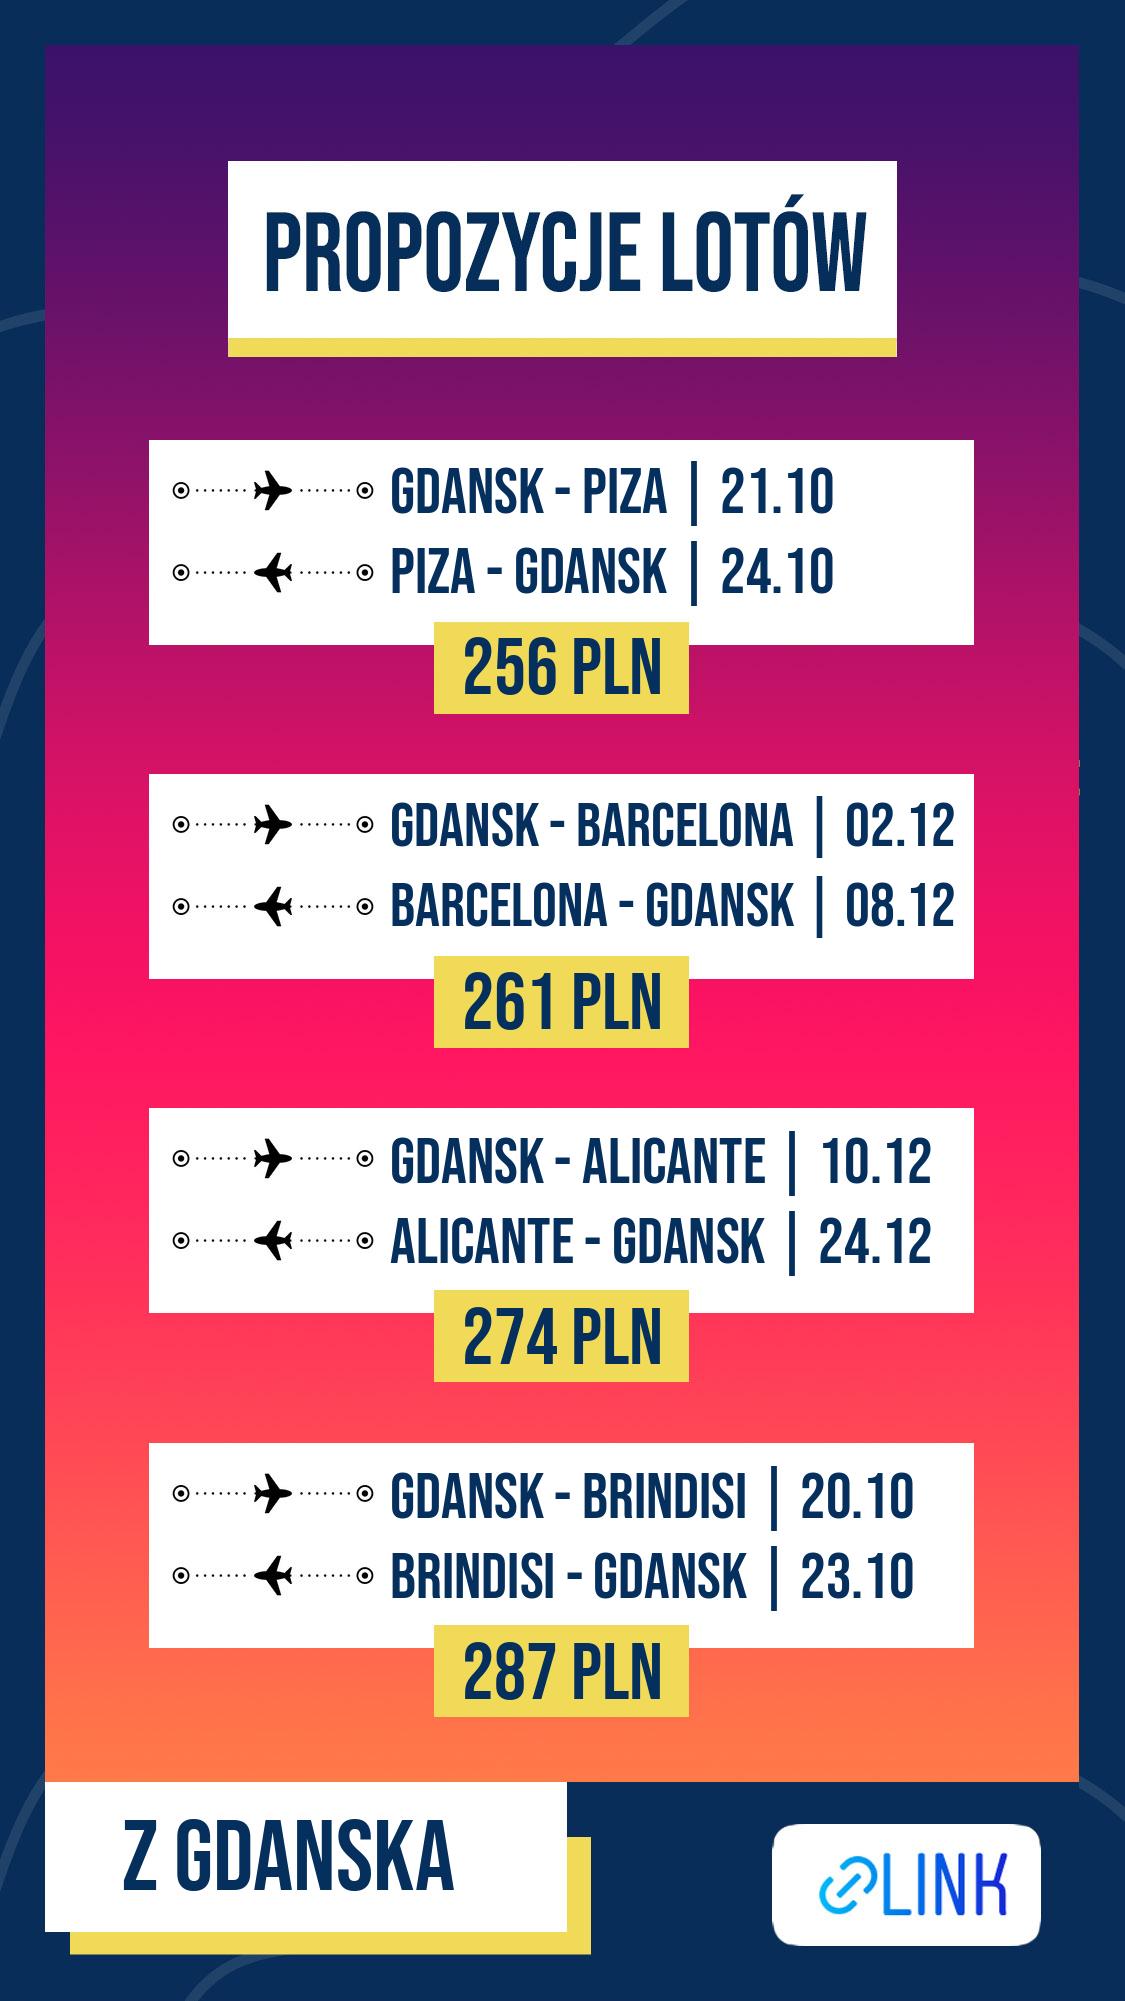 PROPOZYCJE LOTÓW
GDANSK - PIZA | 21.10
PIZA - GDANSK | 24.10
256 PLN
GDANSK - BARCELONA | 02.12
BARCELONA - GDANSK | 08.12
261 PLN
GDANSK - ALICANTE | 10.12
ALICANTE - GDANSK | 24.12
274 PLN
GDANSK - BRINDISI | 20.10
BRINDISI - GDANSK | 23.10
287 PLN
Z GDANSKA
LINK